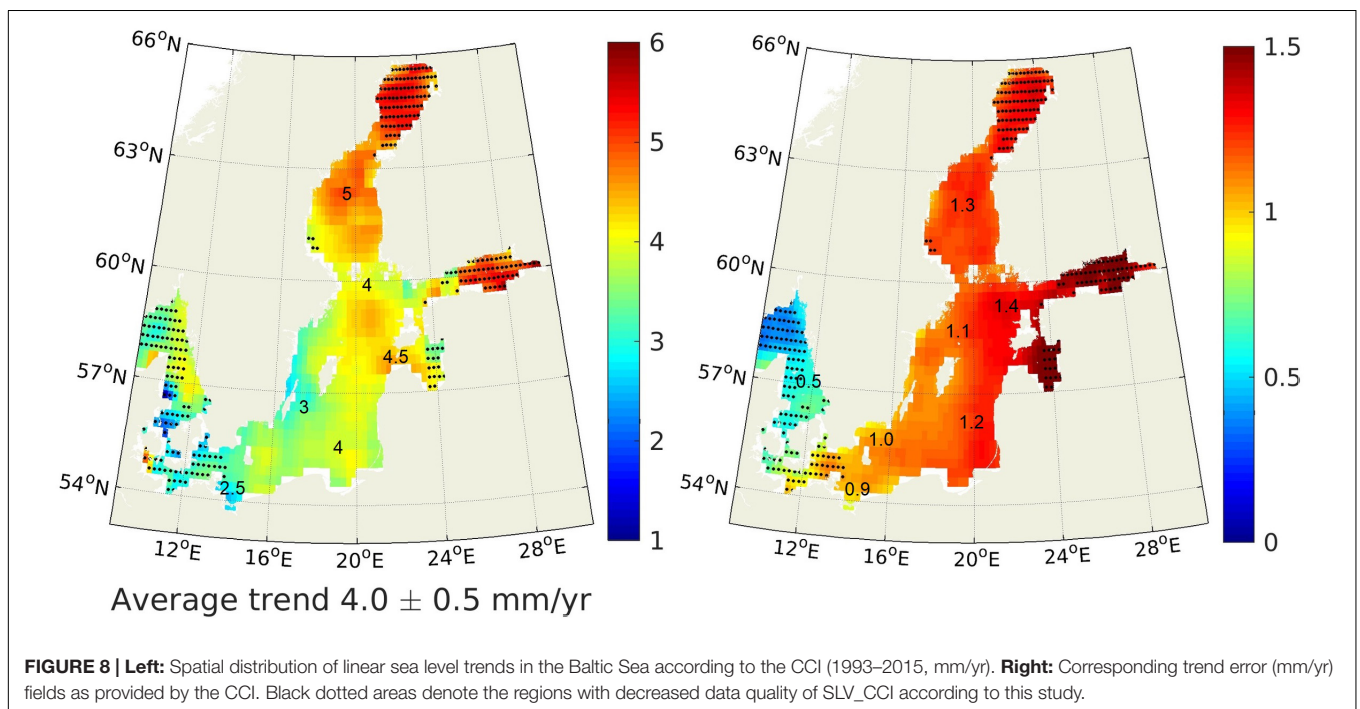 66°N
63°N
60°N
57°N
54°N
12°E
16°E
20°E
24°E
28°E
5
4
4.5
3
4
2.5
6
5
4
3
2
1
Average trend 4.0 ± 0.5 mm/yr
66°N
63°N
60°N
57°N
54°N
12°E
16°E
20°E
24°E
28°E
1.3
1.4
1.1
0.5
1.2
1.0
0.9
1.5
1
0.5
0
FIGURE 8 | Left: Spatial distribution of linear sea level trends in the Baltic Sea according to the CCI (1993–2015, mm/yr). Right: Corresponding trend error (mm/yr)
fields as provided by the CCI. Black dotted areas denote the regions with decreased data quality of SLV_CCI according to this study.